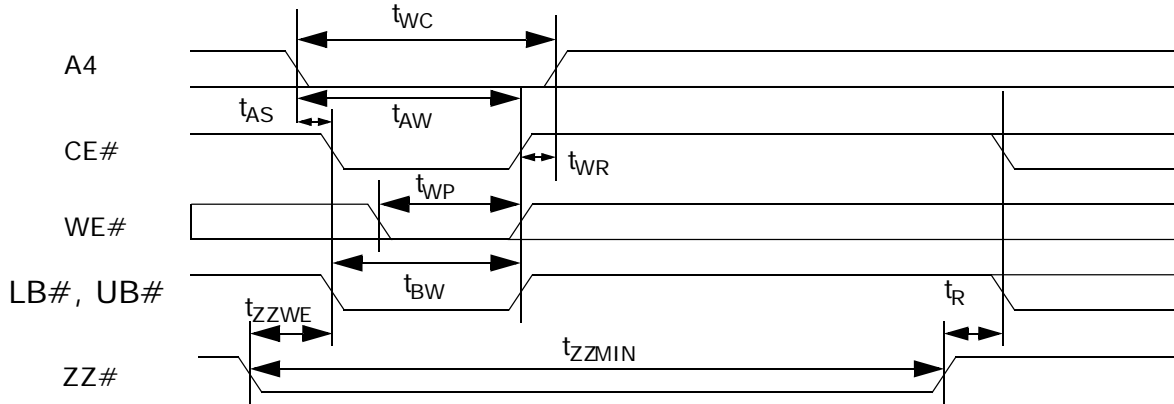 tWC
A4
tAS
tAW
CE#
tWR
tWP
WE#
LB#, UB#
tBW
tZZWE
tR
tZZMIN
ZZ#